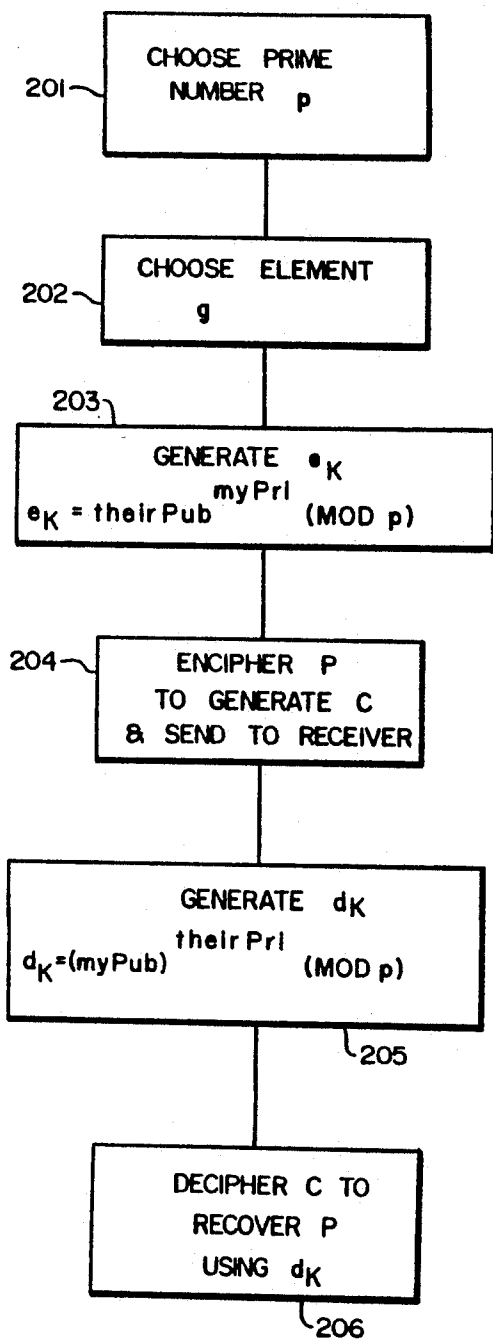 CHOOSE PRIME
NUMBER p
201
CHOOSE ELEMENT
g
202
203
GENERATE eK
myPri
eK = theirPub (MOD p)
204
ENCIPHER P
TO GENERATE C
& SEND TO RECEIVER
GENERATE dK
theirPri
dK=(myPub) (MOD p)
205
DECIPHER C TO
RECOVER P
USING dK
206